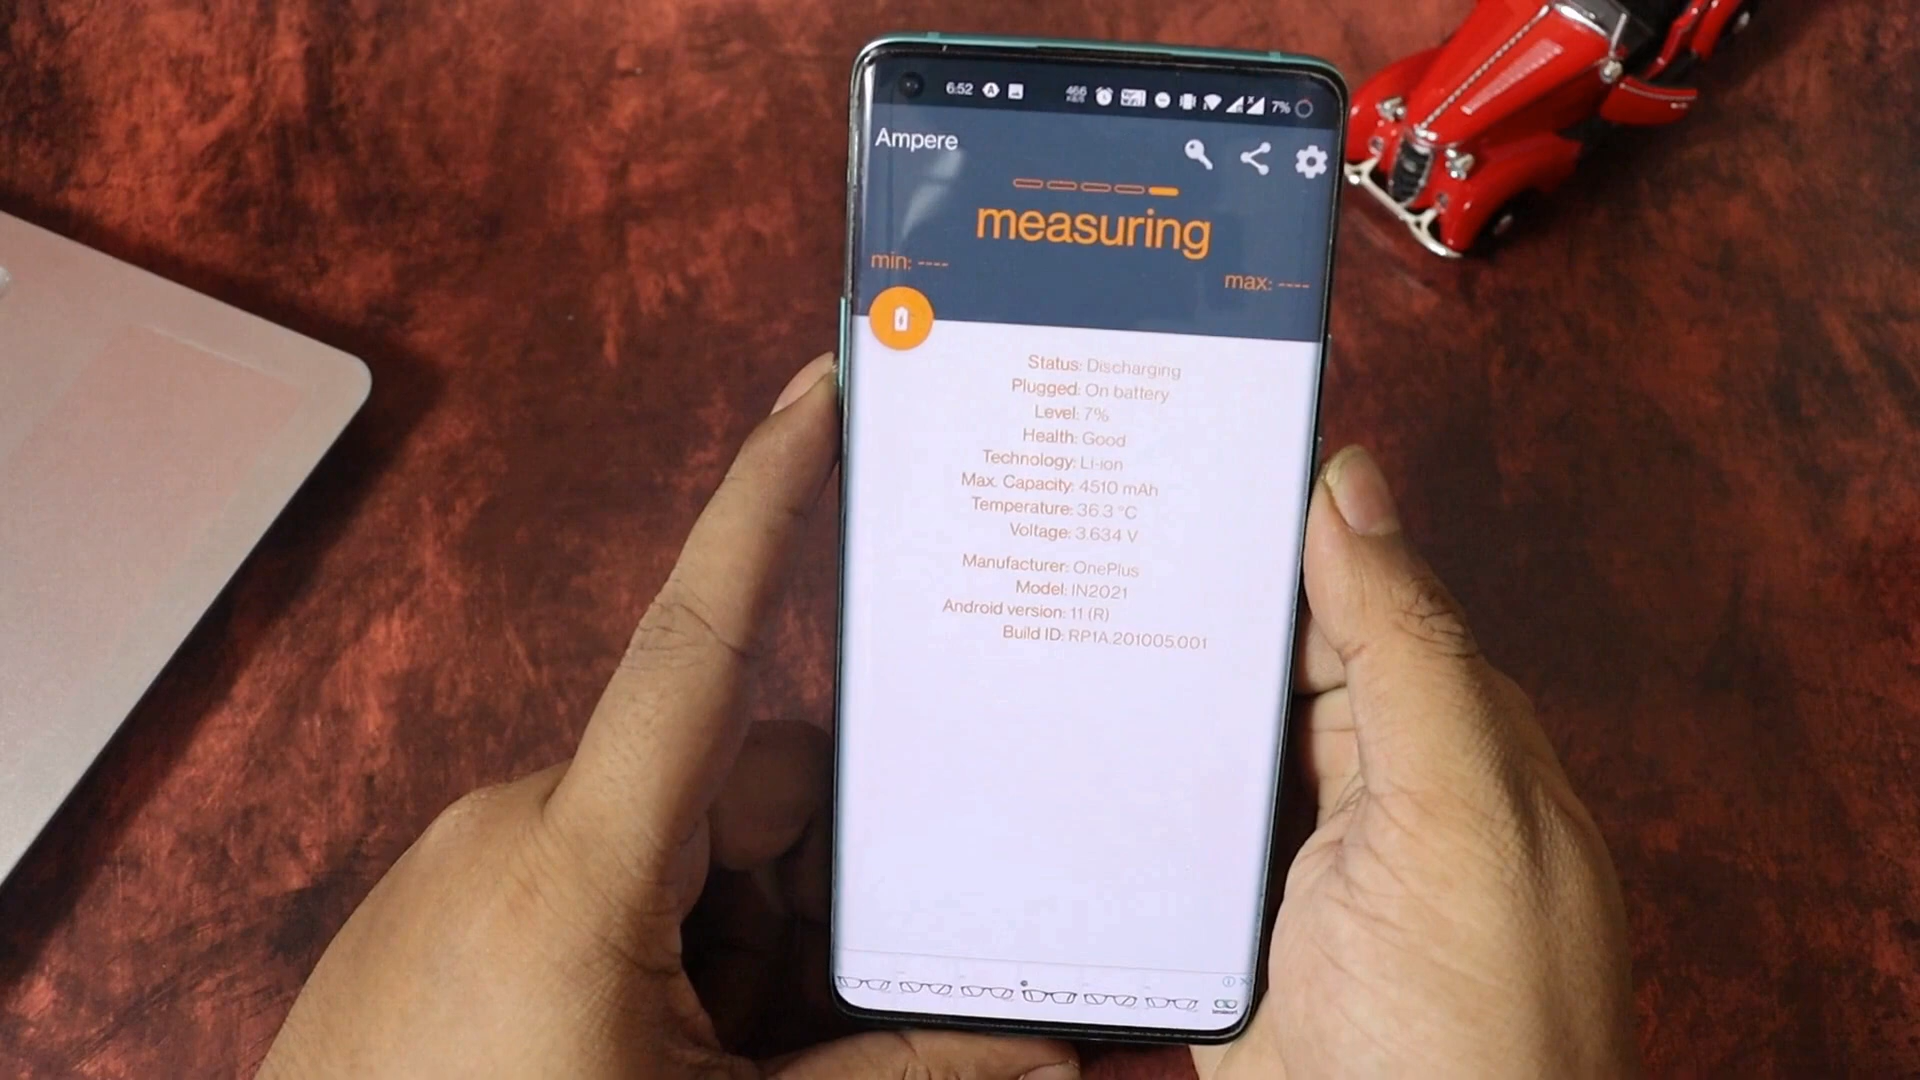 6:52 466 KB/S 7%
Ampere
measuring
min: ----
max: ----
Status: Discharging
Plugged: On battery
Level: 7%
Health: Good
Technology: Li-ion
Max. Capacity: 4510 mAh
Temperature: 36.3 °C
Voltage: 3.634 V
Manufacturer: OnePlus
Model: IN2021
Android version: 11 (R)
Build ID: RP1A.201005.001